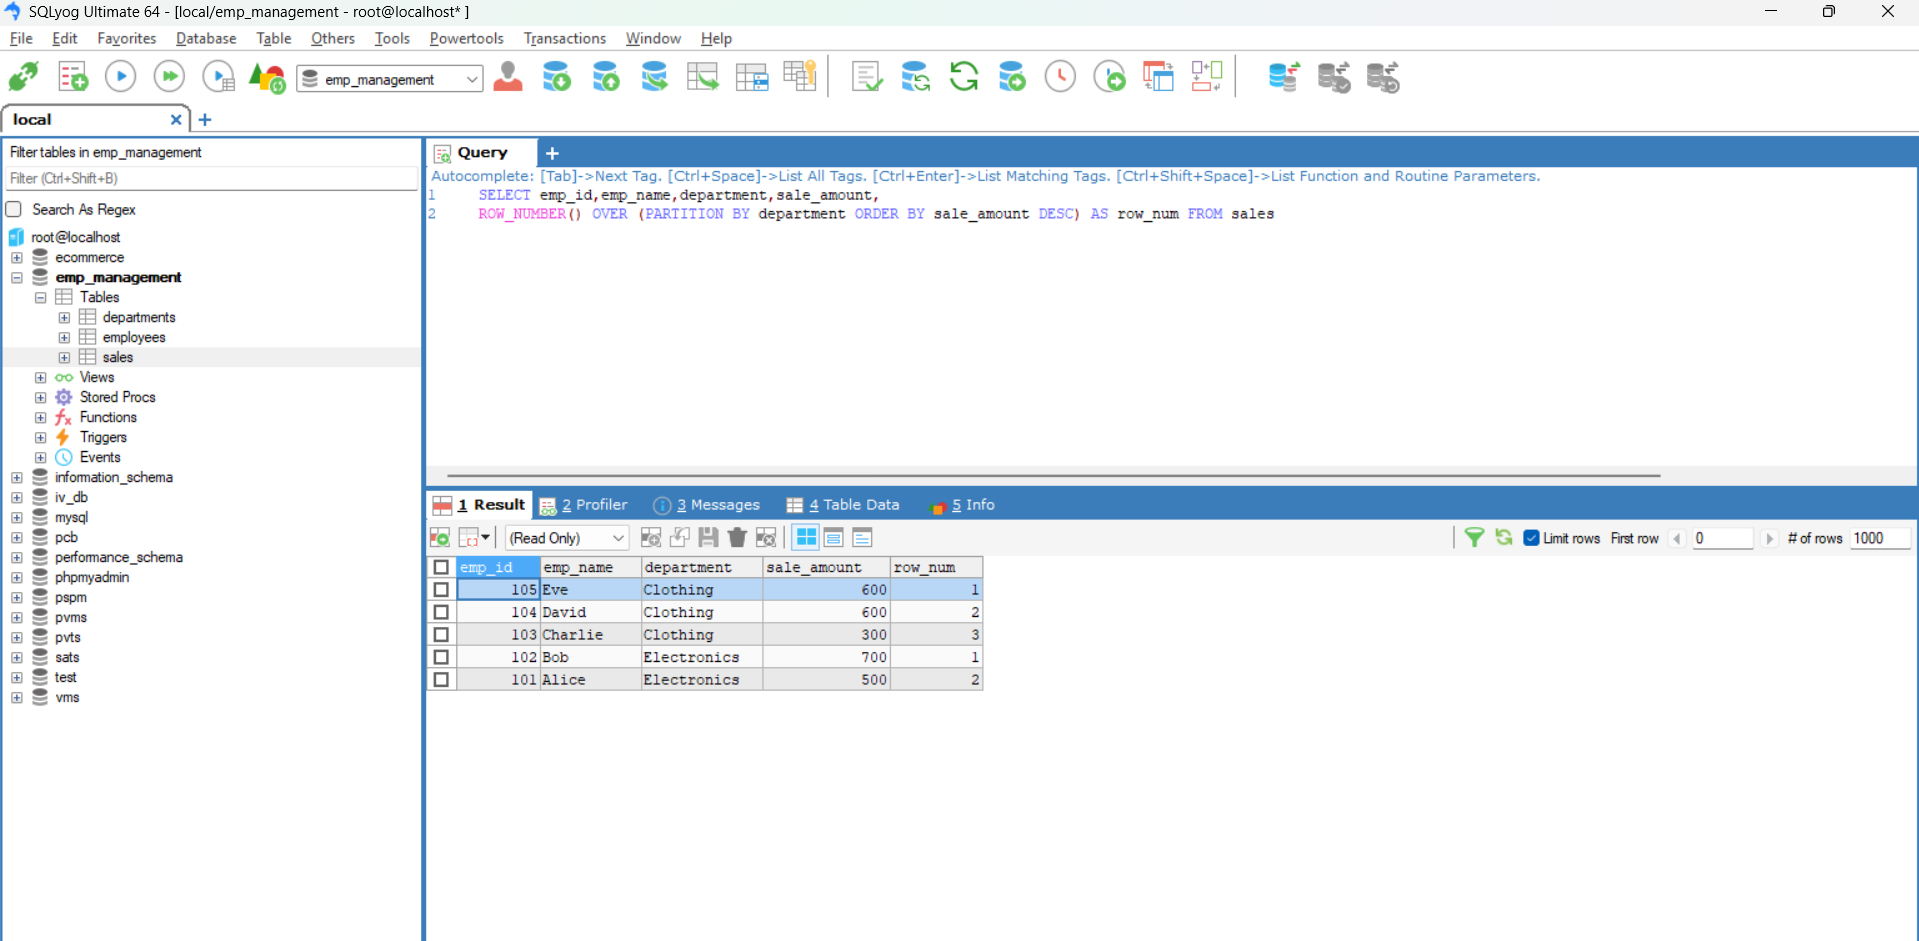 SQLyog Ultimate 64 - [local/emp_management - root@localhost* ]
File Edit Favorites Database Table Others Tools Powertools Transactions Window Help
emp_management
local
Filter tables in emp_management
Filter (Ctrl+Shift+B)
Search As Regex
root@localhost
ecommerce
emp_management
Tables
departments
employees
sales
Views
Stored Procs
Functions
Triggers
Events
information_schema
iv_db
mysql
pcb
performance_schema
phpmyadmin
pspm
pvms
pvts
sats
test
vms
Query
Autocomplete: [Tab]->Next Tag. [Ctrl+Space]->List All Tags. [Ctrl+Enter]->List Matching Tags. [Ctrl+Shift+Space]->List Function and Routine Parameters.
1 SELECT emp_id,emp_name,department,sale_amount,
2 ROW_NUMBER() OVER (PARTITION BY department ORDER BY sale_amount DESC) AS row_num FROM sales
1 Result 2 Profiler 3 Messages 4 Table Data 5 Info
(Read Only) Limit rows First row 0 # of rows 1000
emp_id emp_name department sale_amount row_num
105 Eve Clothing 600 1
104 David Clothing 600 2
103 Charlie Clothing 300 3
102 Bob Electronics 700 1
101 Alice Electronics 500 2